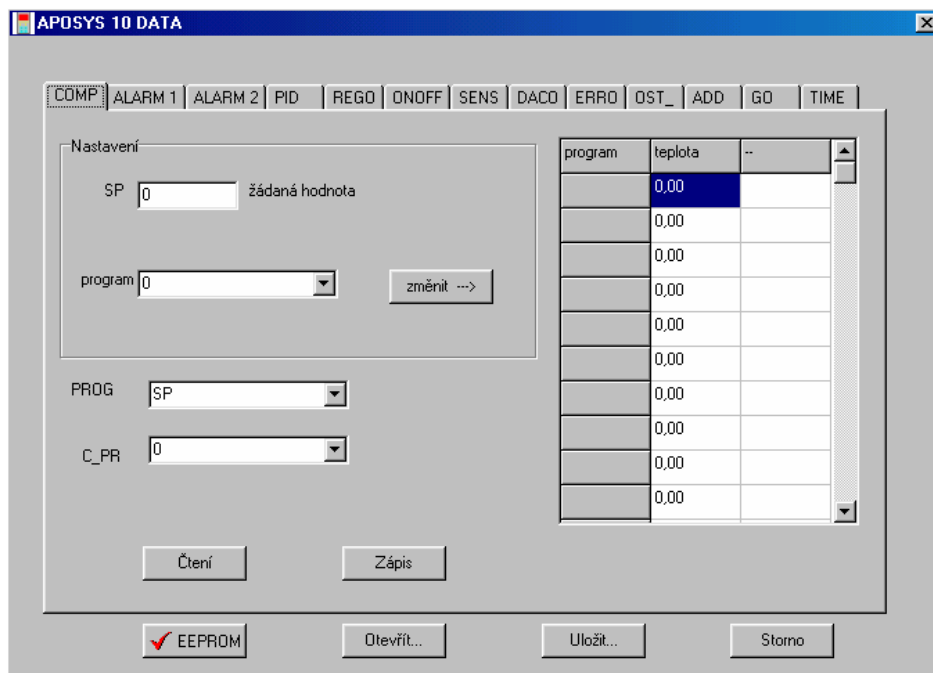 APOSYS 10 DATA
COMP ALARM 1 ALARM 2 PID REGO ONOFF SENS DACO ERRO OST_ ADD GO TIME
Nastavení
SP 0 žádaná hodnota
program 0 změnit --->
PROG SP
C_PR 0
program teplota --
0,00
0,00
0,00
0,00
0,00
0,00
0,00
0,00
0,00
0,00
Čtení Zápis
EEPROM Otevřít... Uložit... Storno